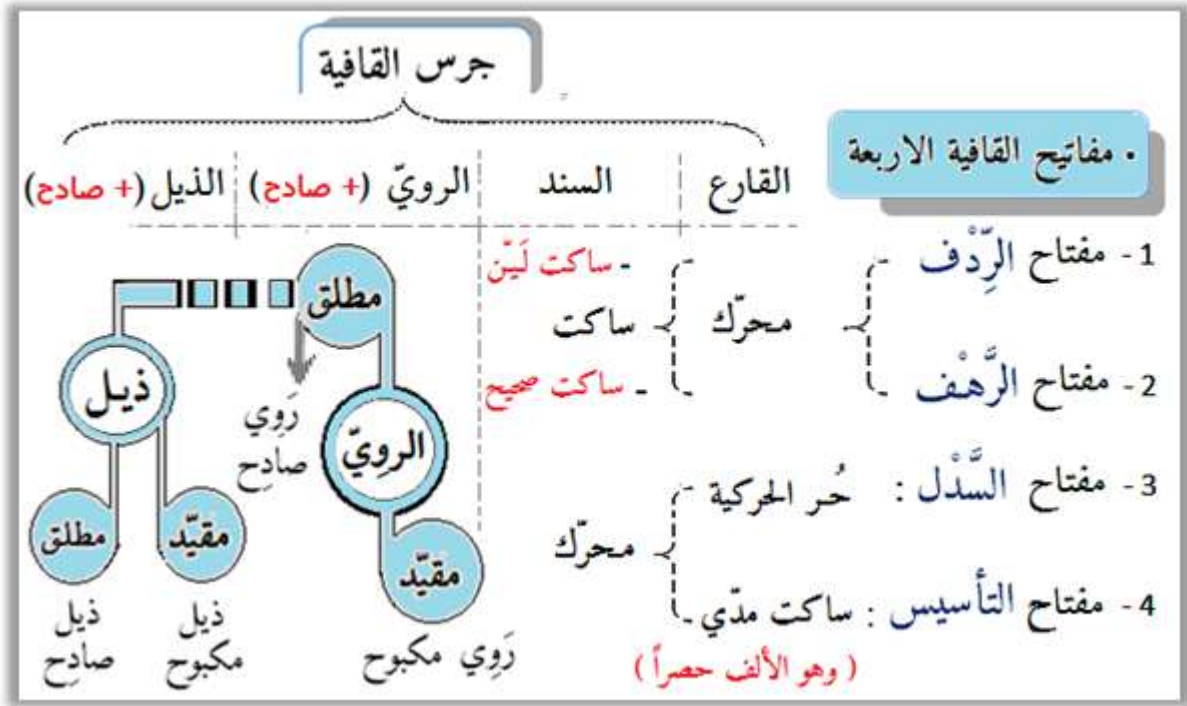 جرس القافية
• مفاتيح القافية الاربعة
القارع السند الرويّ (+ صادح) الذيل (+ صادح)
1- مفتاح الرِّدْف
2- مفتاح الرَّهْف
محرّك
- ساكت لَيّن
ساكت
- ساكت صحيح
3- مفتاح السَّدْل : حُر الحركية
4- مفتاح التأسيس : ساكت مدّي
( وهو الألف حصراً )
محرّك
مطلق
رَوِي
صادِح
الرويّ
مقيّد
رَوِي مكبوح
ذيل
مقيّد
ذيل
مكبوح
مطلق
ذيل
صادِح